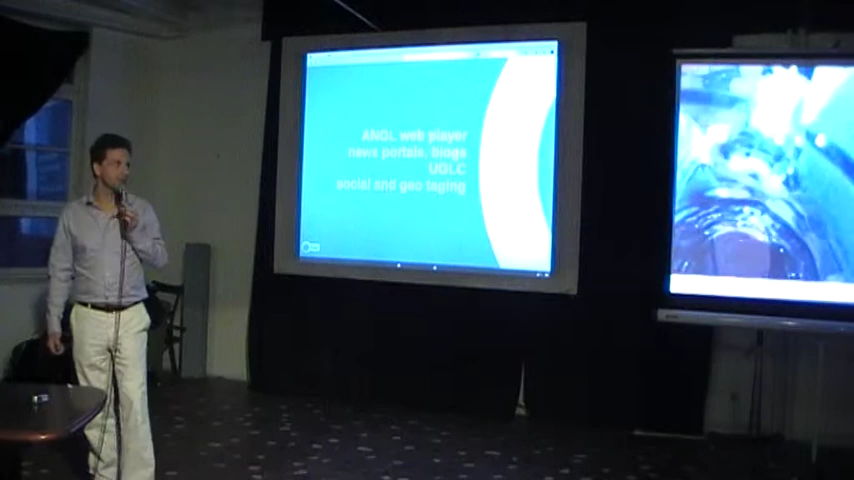 ANGL web player
news portals, blogs
UGLC
social and geo taging